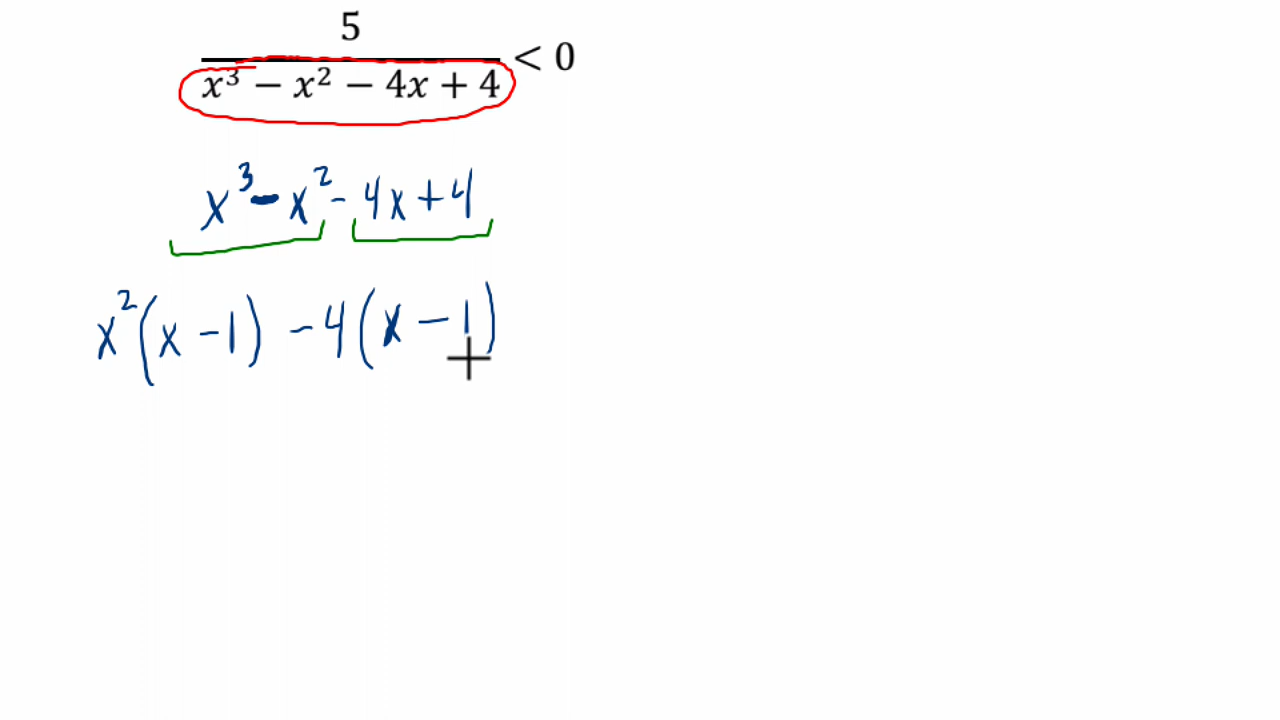 5
x³ − x² − 4x + 4 < 0
x³ - x² - 4x + 4
x²(x - 1) - 4(x - 1)